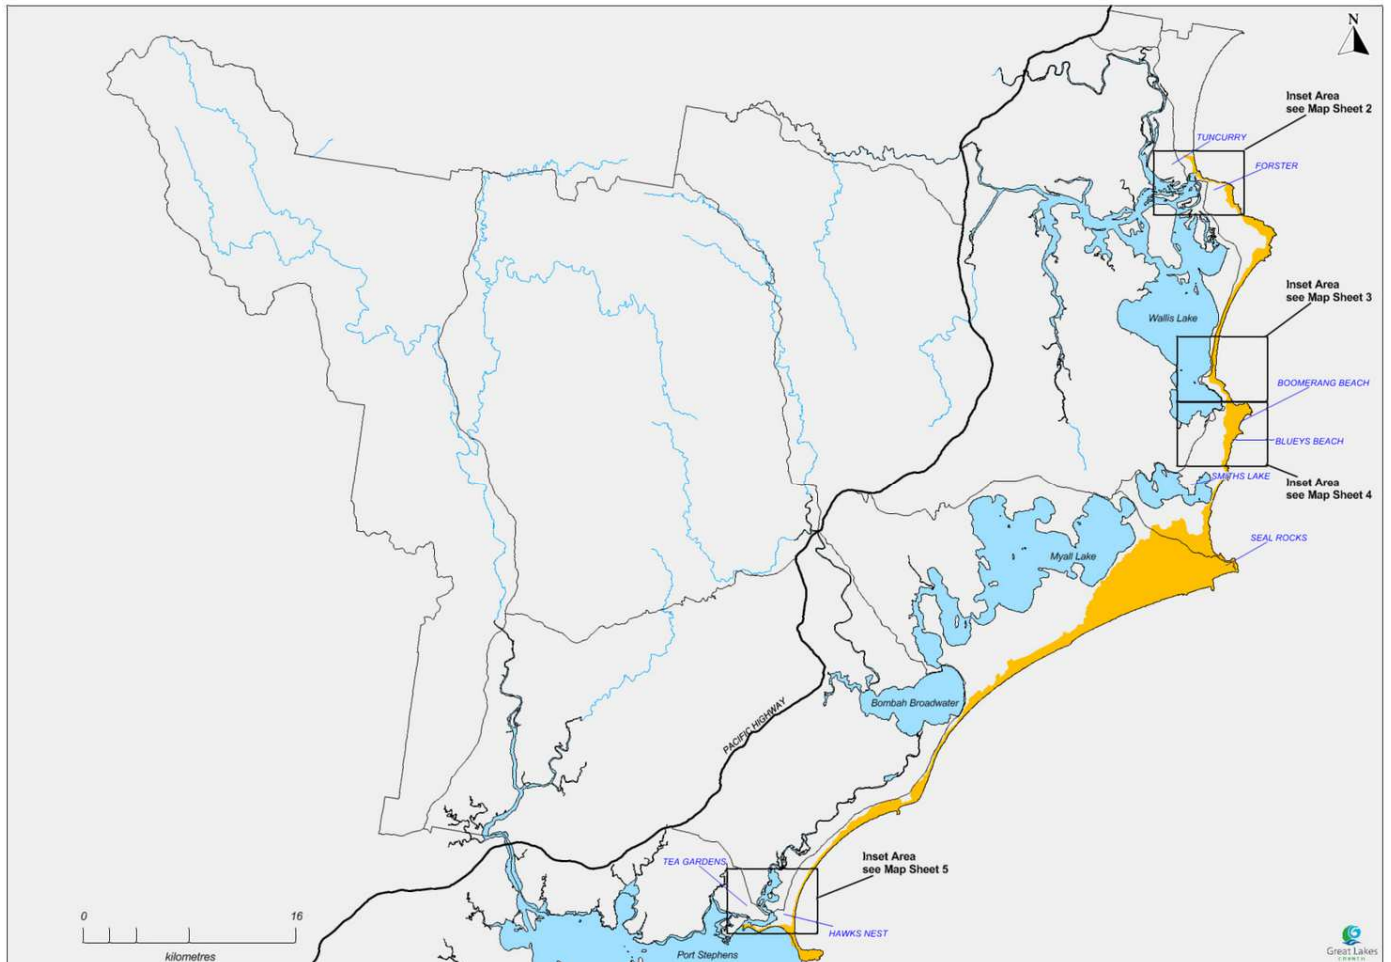 N
Inset Area
see Map Sheet 2
TUNCURRY
FORSTER
Inset Area
see Map Sheet 3
Wallis Lake
BOOMERANG BEACH
BLUEYS BEACH
SMITHS LAKE
Inset Area
see Map Sheet 4
SEAL ROCKS
Myall Lake
Bombah Broadwater
PACIFIC HIGHWAY
Inset Area
see Map Sheet 5
TEA GARDENS
HAWKS NEST
Port Stephens
0 16
kilometres
Great Lakes
COUNCIL